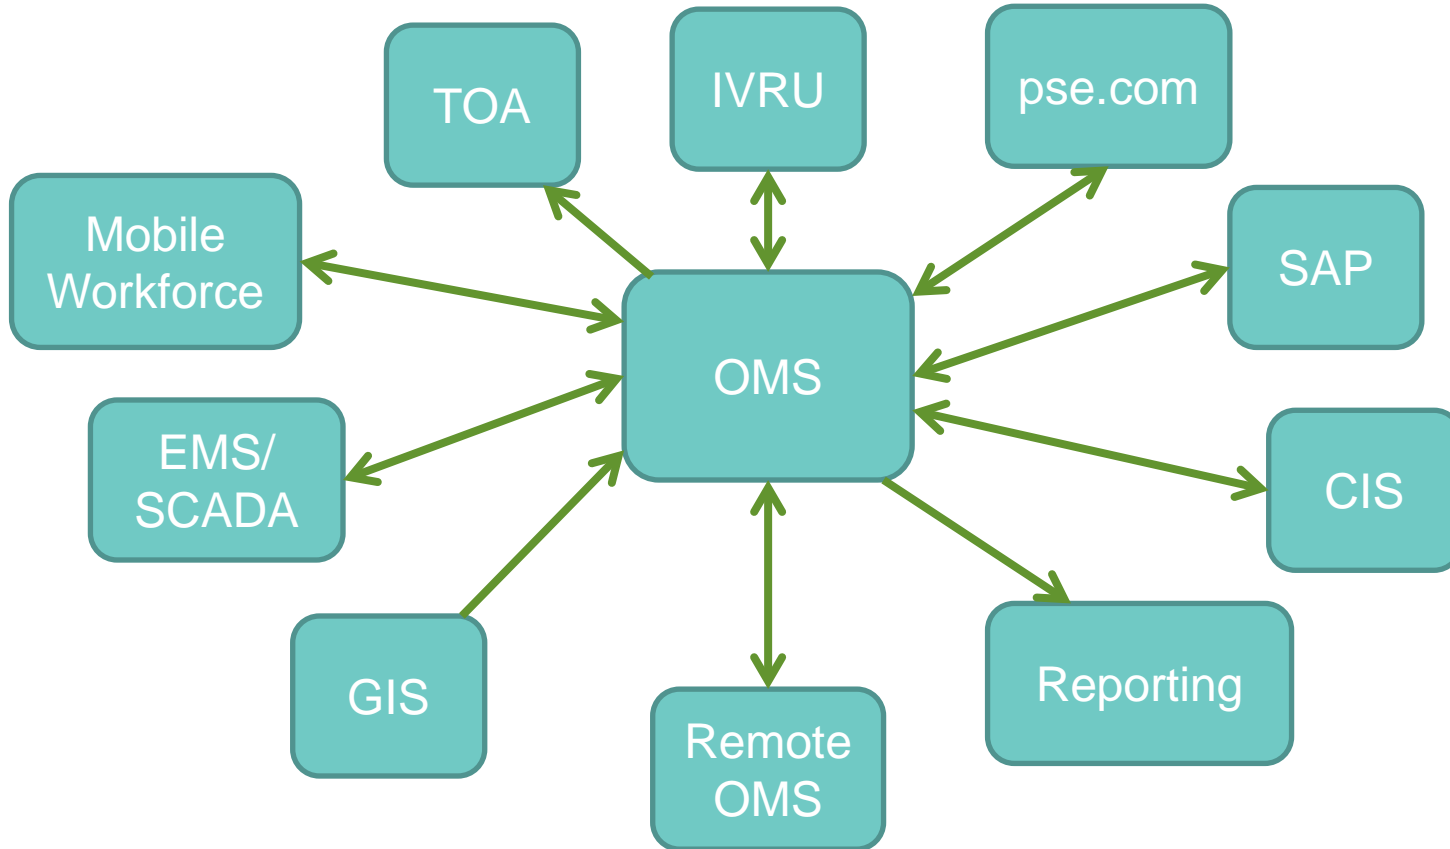 TOA
IVRU
pse.com
Mobile
Workforce
SAP
OMS
EMS/
SCADA
CIS
GIS
Remote
OMS
Reporting